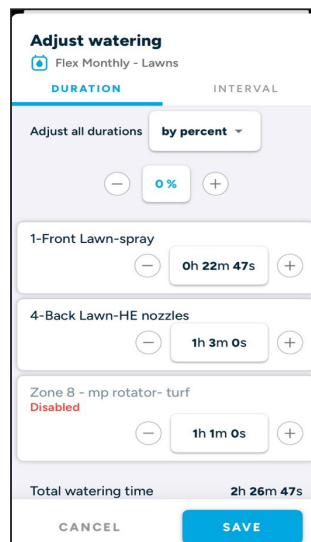 Adjust watering
Flex Monthly - Lawns
DURATION INTERVAL
Adjust all durations by percent
0 %
1-Front Lawn-spray
0h 22m 47s
4-Back Lawn-HE nozzles
1h 3m 0s
Zone 8 - mp rotator- turf
Disabled
1h 1m 0s
Total watering time 2h 26m 47s
CANCEL SAVE